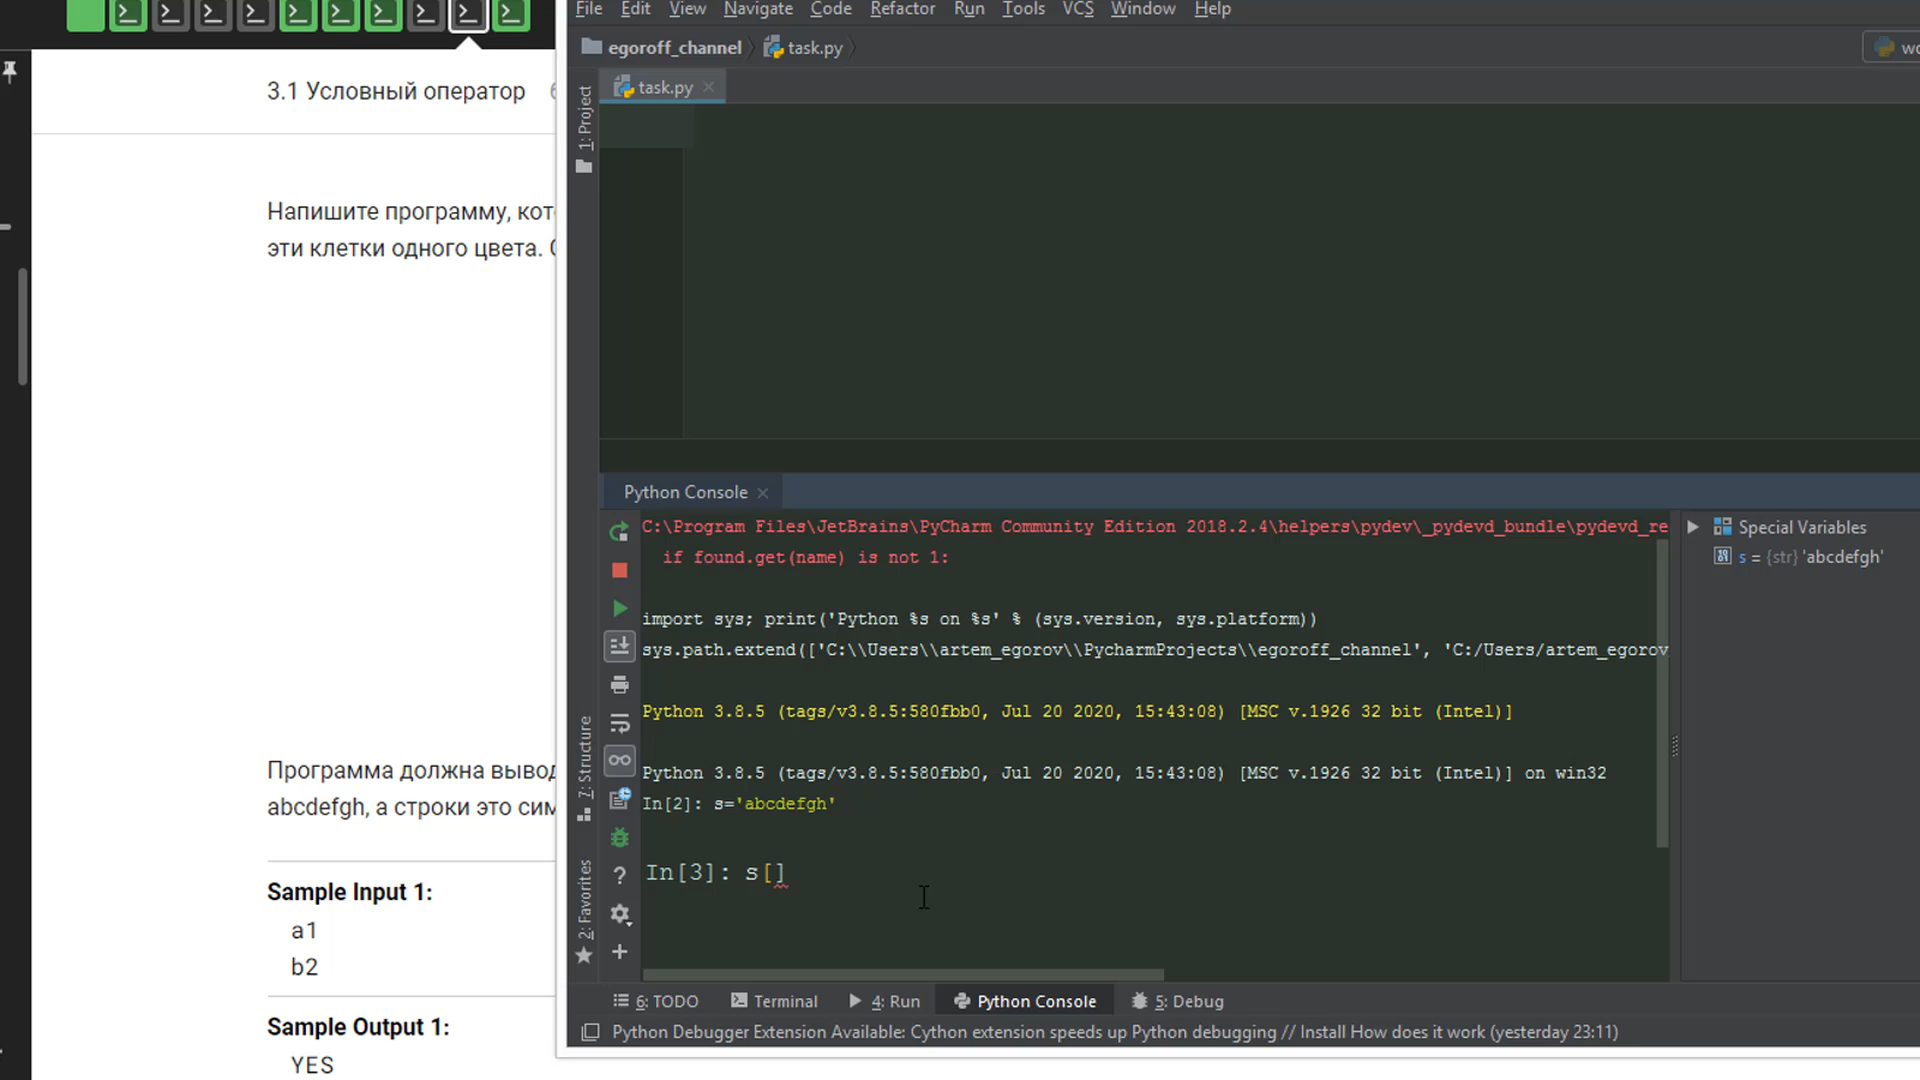 File Edit View Navigate Code Refactor Run Tools VCS Window Help
egoroff_channel task.py
task.py
1: Project
3.1 Условный оператор
Напишите программу,
эти клетки одного цвета.
Программа должна
abcdefgh, а строки это
Sample Input 1:
a1
b2
Sample Output 1:
YES
Python Console
C:\Program Files\JetBrains\PyCharm Community Edition 2018.2.4\helpers\pydev\_pydevd_bundle\pydevd_re
if found.get(name) is not 1:
import sys; print('Python %s on %s' % (sys.version, sys.platform))
sys.path.extend(['C:\\Users\\artem_egorov\\PycharmProjects\\egoroff_channel', 'C:/Users/artem_egorov
Python 3.8.5 (tags/v3.8.5:580fbb0, Jul 20 2020, 15:43:08) [MSC v.1926 32 bit (Intel)]
Python 3.8.5 (tags/v3.8.5:580fbb0, Jul 20 2020, 15:43:08) [MSC v.1926 32 bit (Intel)] on win32
In[2]: s='abcdefgh'
In[3]: s[]
Special Variables
s = {str} 'abcdefgh'
7: Structure
2: Favorites
6: TODO Terminal 4: Run Python Console 5: Debug
Python Debugger Extension Available: Cython extension speeds up Python debugging // Install How does it work (yesterday 23:11)